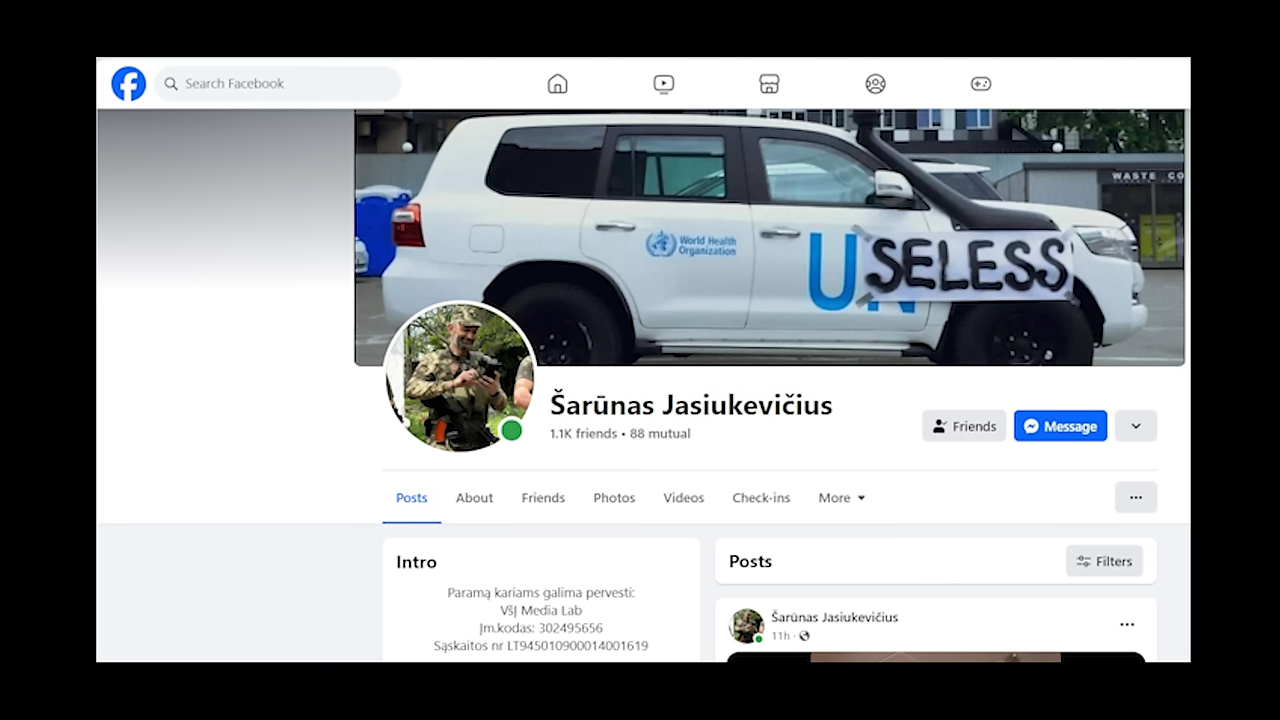 Search Facebook
WASTE CO
World Health
Organization
USELESS
Šarūnas Jasiukevičius
1.1K friends • 88 mutual
Friends
Message
Posts
About
Friends
Photos
Videos
Check-ins
More
Intro
Paramą kariams galima pervesti:
VšĮ Media Lab
Įm.kodas: 302495656
Sąskaitos nr LT945010900014001619
Posts
Filters
Šarūnas Jasiukevičius
11h